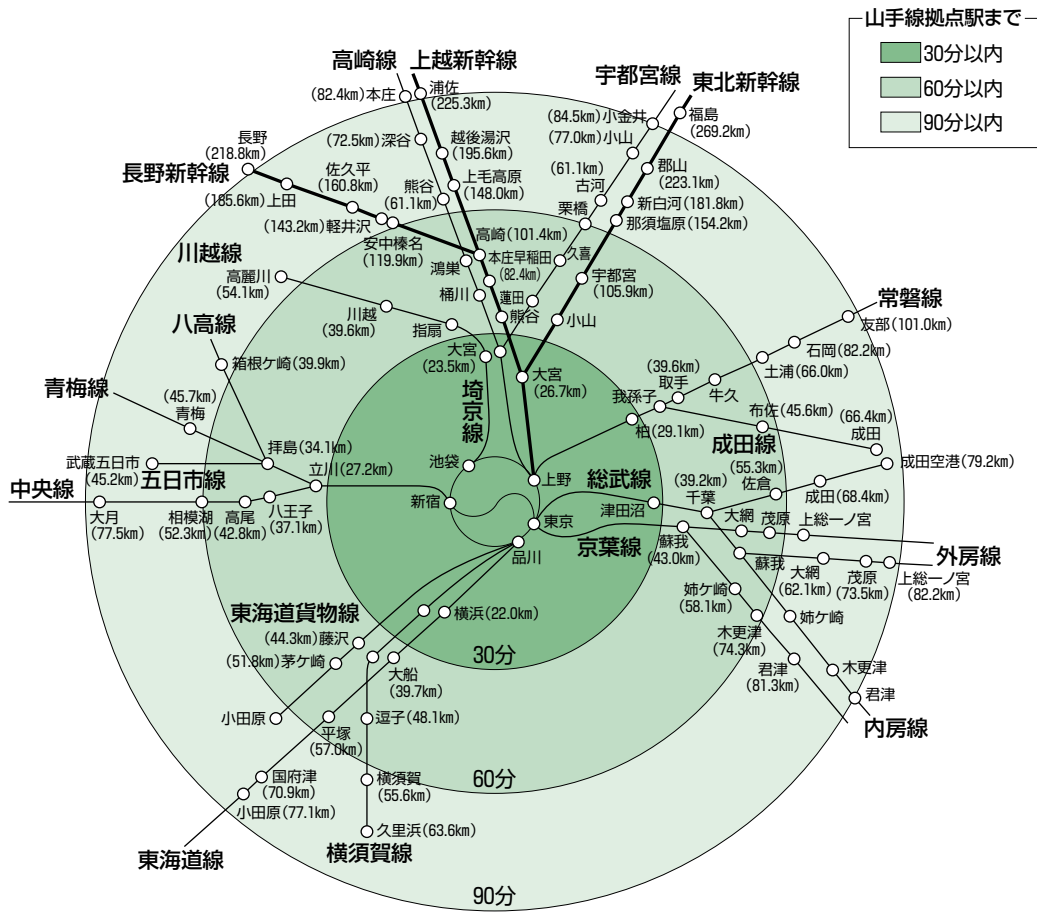 山手線拠点駅まで
30分以内
60分以内
90分以内
高崎線
上越新幹線
宇都宮線
東北新幹線
(82.4km)本庄
浦佐
(225.3km)
(84.5km)小金井
福島
(269.2km)
(72.5km)深谷
越後湯沢
(195.6km)
(77.0km)小山
郡山
(223.1km)
長野
(218.8km)
長野新幹線
(185.6km)上田
佐久平
(160.8km)
(143.2km)軽井沢
安中榛名
(119.9km)
熊谷
(61.1km)
上毛高原
(148.0km)
(61.1km)
古河
新白河(181.8km)
那須塩原(154.2km)
栗橋
高崎(101.4km)
本庄早稲田
(82.4km)
久喜
鴻巣
桶川
蓮田
熊谷
宇都宮
(105.9km)
小山
川越線
高麗川
(54.1km)
川越
(39.6km)
指扇
大宮
(23.5km)
大宮
(26.7km)
八高線
箱根ケ崎(39.9km)
常磐線
友部(101.0km)
石岡(82.2km)
土浦(66.0km)
牛久
(39.6km)
取手
我孫子
柏(29.1km)
青梅線
(45.7km)
青梅
埼京線
布佐(45.6km)
(66.4km)
成田
成田線
拝島(34.1km)
武蔵五日市
(45.2km)
五日市線
立川(27.2km)
池袋
上野
総武線
(55.3km)
佐倉
成田空港(79.2km)
成田(68.4km)
(39.2km)
千葉
津田沼
中央線
大月
(77.5km)
相模湖
(52.3km)
高尾
(42.8km)
八王子
(37.1km)
新宿
東京
品川
京葉線
蘇我
(43.0km)
大網
茂原
上総一ノ宮
外房線
蘇我
大網
(62.1km)
茂原
(73.5km)
上総一ノ宮
(82.2km)
姉ケ崎
(58.1km)
姉ケ崎
木更津
(74.3km)
木更津
君津
(81.3km)
君津
内房線
東海道貨物線
(44.3km)藤沢
(51.8km)茅ケ崎
小田原
横浜(22.0km)
大船
(39.7km)
30分
平塚
(57.0km)
逗子(48.1km)
国府津
(70.9km)
小田原(77.1km)
横須賀
(55.6km)
60分
久里浜(63.6km)
横須賀線
東海道線
90分